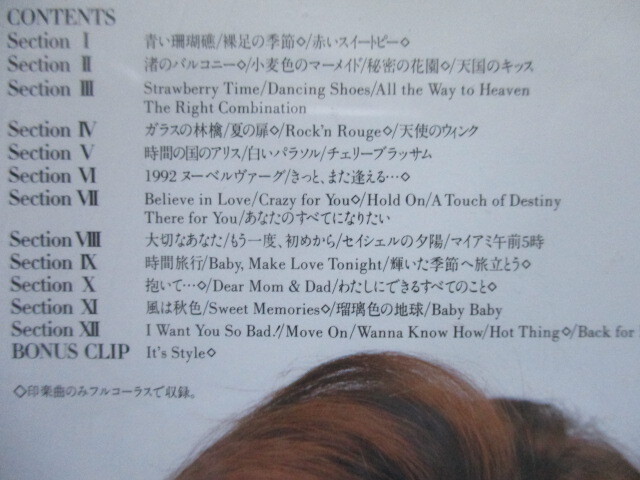 CONTENTS
Section Ⅰ 青い珊瑚礁/裸足の季節◇/赤いスイートピー◇
Section Ⅱ 渚のバルコニー◇/小麦色のマーメイド/秘密の花園◇/天国のキッス
Section Ⅲ Strawberry Time/Dancing Shoes/All the Way to Heaven
The Right Combination
Section Ⅳ ガラスの林檎/夏の扉◇/Rock'n Rouge◇/天使のウィンク
Section Ⅴ 時間の国のアリス/白いパラソル/チェリーブラッサム
Section Ⅵ 1992 ヌーベルヴァーグ/きっと、また逢える…◇
Section Ⅶ Believe in Love/Crazy for You◇/Hold On/A Touch of Destiny
There for You/あなたのすべてになりたい
Section Ⅷ 大切なあなた/もう一度、初めから/セイシェルの夕陽/マイアミ午前5時
Section Ⅸ 時間旅行/Baby, Make Love Tonight/輝いた季節へ旅立とう◇
Section Ⅹ 抱いて…◇/Dear Mom & Dad/わたしにできるすべてのこと◇
Section Ⅺ 風は秋色/Sweet Memories◇/瑠璃色の地球/Baby Baby
Section Ⅻ I Want You So Bad!/Move On/Wanna Know How/Hot Thing◇/Back for
BONUS CLIP It's Style◇
◇印楽曲のみフルコーラスで収録。